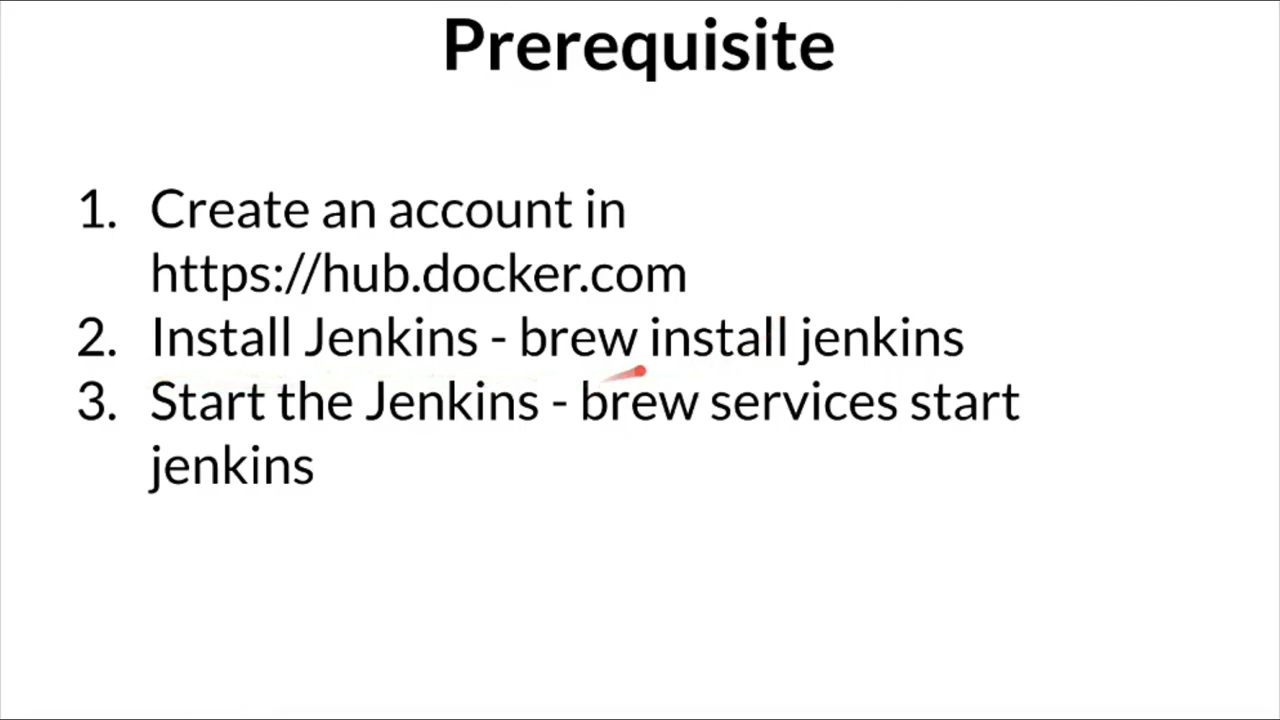 Prerequisite
1. Create an account in
https://hub.docker.com
2. Install Jenkins - brew install jenkins
3. Start the Jenkins - brew services start
jenkins